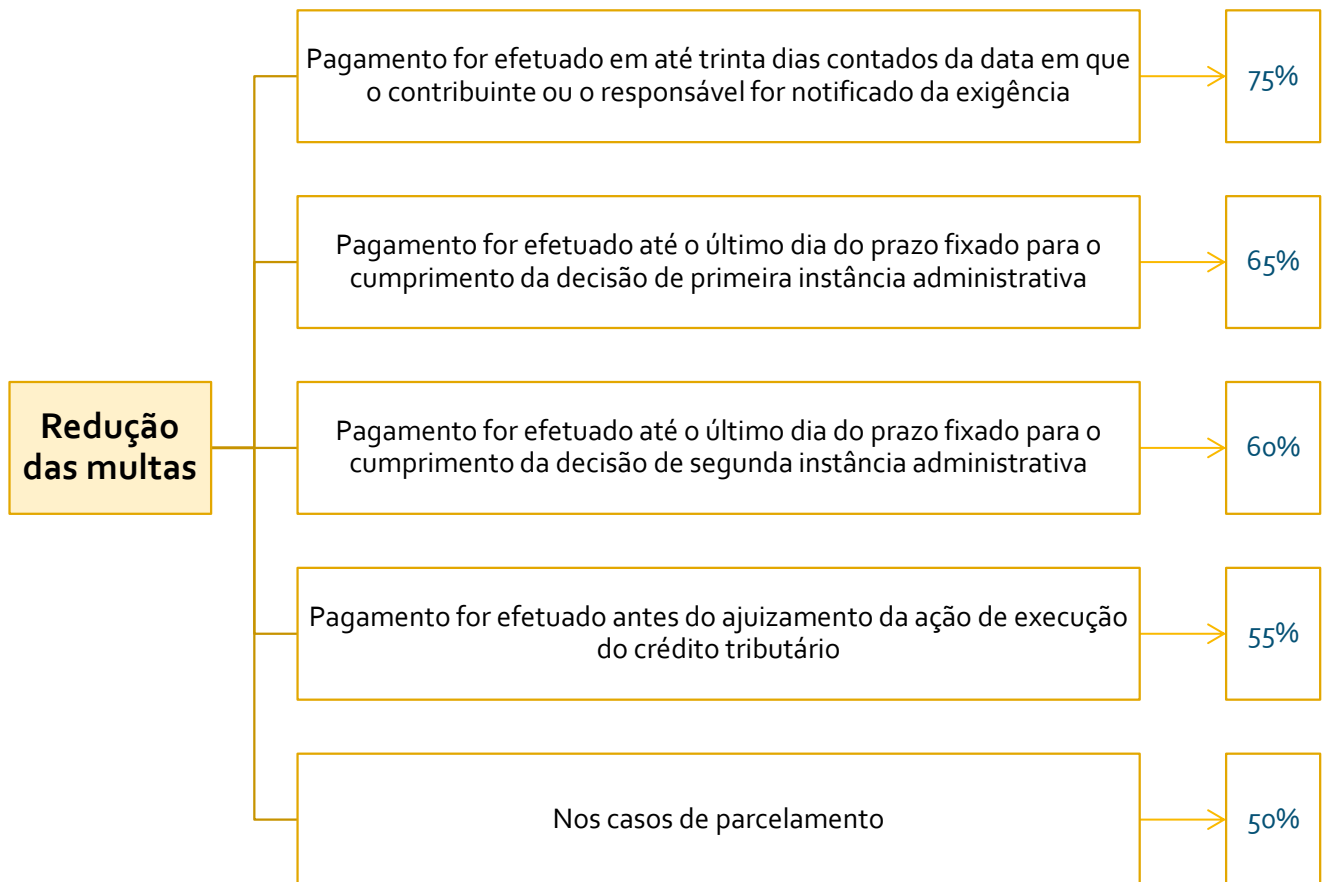 Pagamento for efetuado em até trinta dias contados da data em que
o contribuinte ou o responsável for notificado da exigência
75%
Pagamento for efetuado até o último dia do prazo fixado para o
cumprimento da decisão de primeira instância administrativa
65%
Redução
das multas
Pagamento for efetuado até o último dia do prazo fixado para o
cumprimento da decisão de segunda instância administrativa
60%
Pagamento for efetuado antes do ajuizamento da ação de execução
do crédito tributário
55%
Nos casos de parcelamento
50%